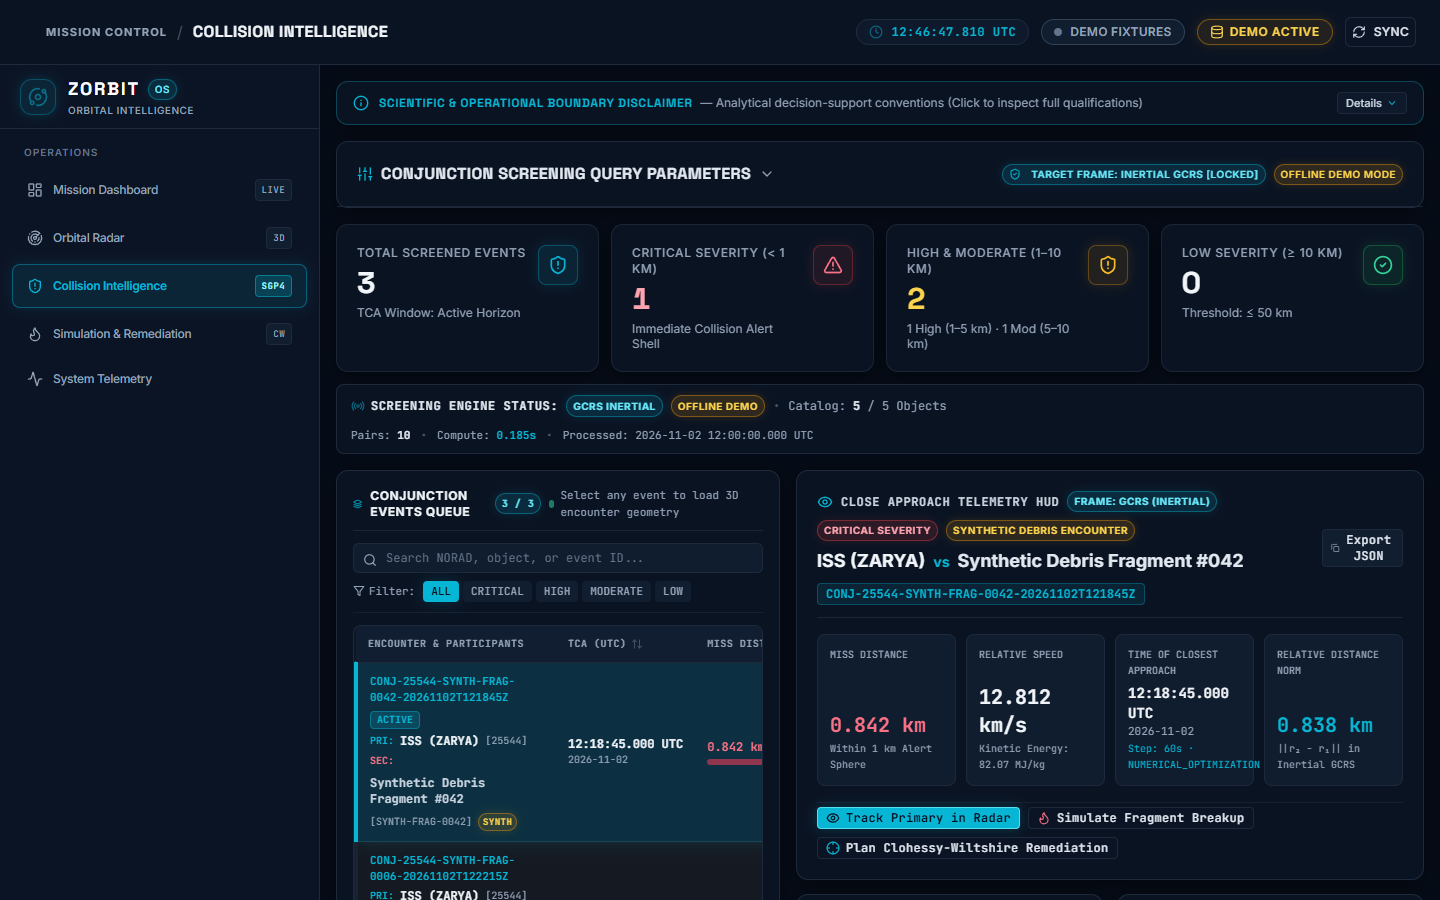 MISSION CONTROL / COLLISION INTELLIGENCE
12:46:47.810 UTC
DEMO FIXTURES
DEMO ACTIVE
SYNC
ZORBIT OS
ORBITAL INTELLIGENCE
OPERATIONS
Mission Dashboard LIVE
Orbital Radar 3D
Collision Intelligence SGP4
Simulation & Remediation CW
System Telemetry
SCIENTIFIC & OPERATIONAL BOUNDARY DISCLAIMER — Analytical decision-support conventions (Click to inspect full qualifications)
Details
CONJUNCTION SCREENING QUERY PARAMETERS
TARGET FRAME: INERTIAL GCRS [LOCKED]
OFFLINE DEMO MODE
TOTAL SCREENED EVENTS
3
TCA Window: Active Horizon
CRITICAL SEVERITY (< 1
KM)
1
Immediate Collision Alert
Shell
HIGH & MODERATE (1–10
KM)
2
1 High (1–5 km) · 1 Mod (5–10
km)
LOW SEVERITY (≥ 10 KM)
0
Threshold: ≤ 50 km
SCREENING ENGINE STATUS: GCRS INERTIAL OFFLINE DEMO • Catalog: 5 / 5 Objects
Pairs: 10 • Compute: 0.185s • Processed: 2026-11-02 12:00:00.000 UTC
CONJUNCTION
EVENTS QUEUE
3 / 3
Select any event to load 3D
encounter geometry
Search NORAD, object, or event ID...
Filter: ALL CRITICAL HIGH MODERATE LOW
ENCOUNTER & PARTICIPANTS TCA (UTC) MISS DIST
CONJ-25544-SYNTH-FRAG-
0042-20261102T121845Z
ACTIVE
PRI: ISS (ZARYA) [25544]
SEC:
Synthetic Debris
Fragment #042
[SYNTH-FRAG-0042] SYNTH
12:18:45.000 UTC
2026-11-02
0.842 km
CONJ-25544-SYNTH-FRAG-
0006-20261102T122215Z
PRI: ISS (ZARYA) [25544]
CLOSE APPROACH TELEMETRY HUD FRAME: GCRS (INERTIAL)
CRITICAL SEVERITY SYNTHETIC DEBRIS ENCOUNTER
ISS (ZARYA) vs Synthetic Debris Fragment #042
CONJ-25544-SYNTH-FRAG-0042-20261102T121845Z
Export
JSON
MISS DISTANCE
0.842 km
Within 1 km Alert
Sphere
RELATIVE SPEED
12.812
km/s
Kinetic Energy:
82.07 MJ/kg
TIME OF CLOSEST
APPROACH
12:18:45.000
UTC
2026-11-02
Step: 60s ·
NUMERICAL_OPTIMIZATION
RELATIVE DISTANCE
NORM
0.838 km
||r₂ - r₁|| in
Inertial GCRS
Track Primary in Radar
Simulate Fragment Breakup
Plan Clohessy-Wiltshire Remediation